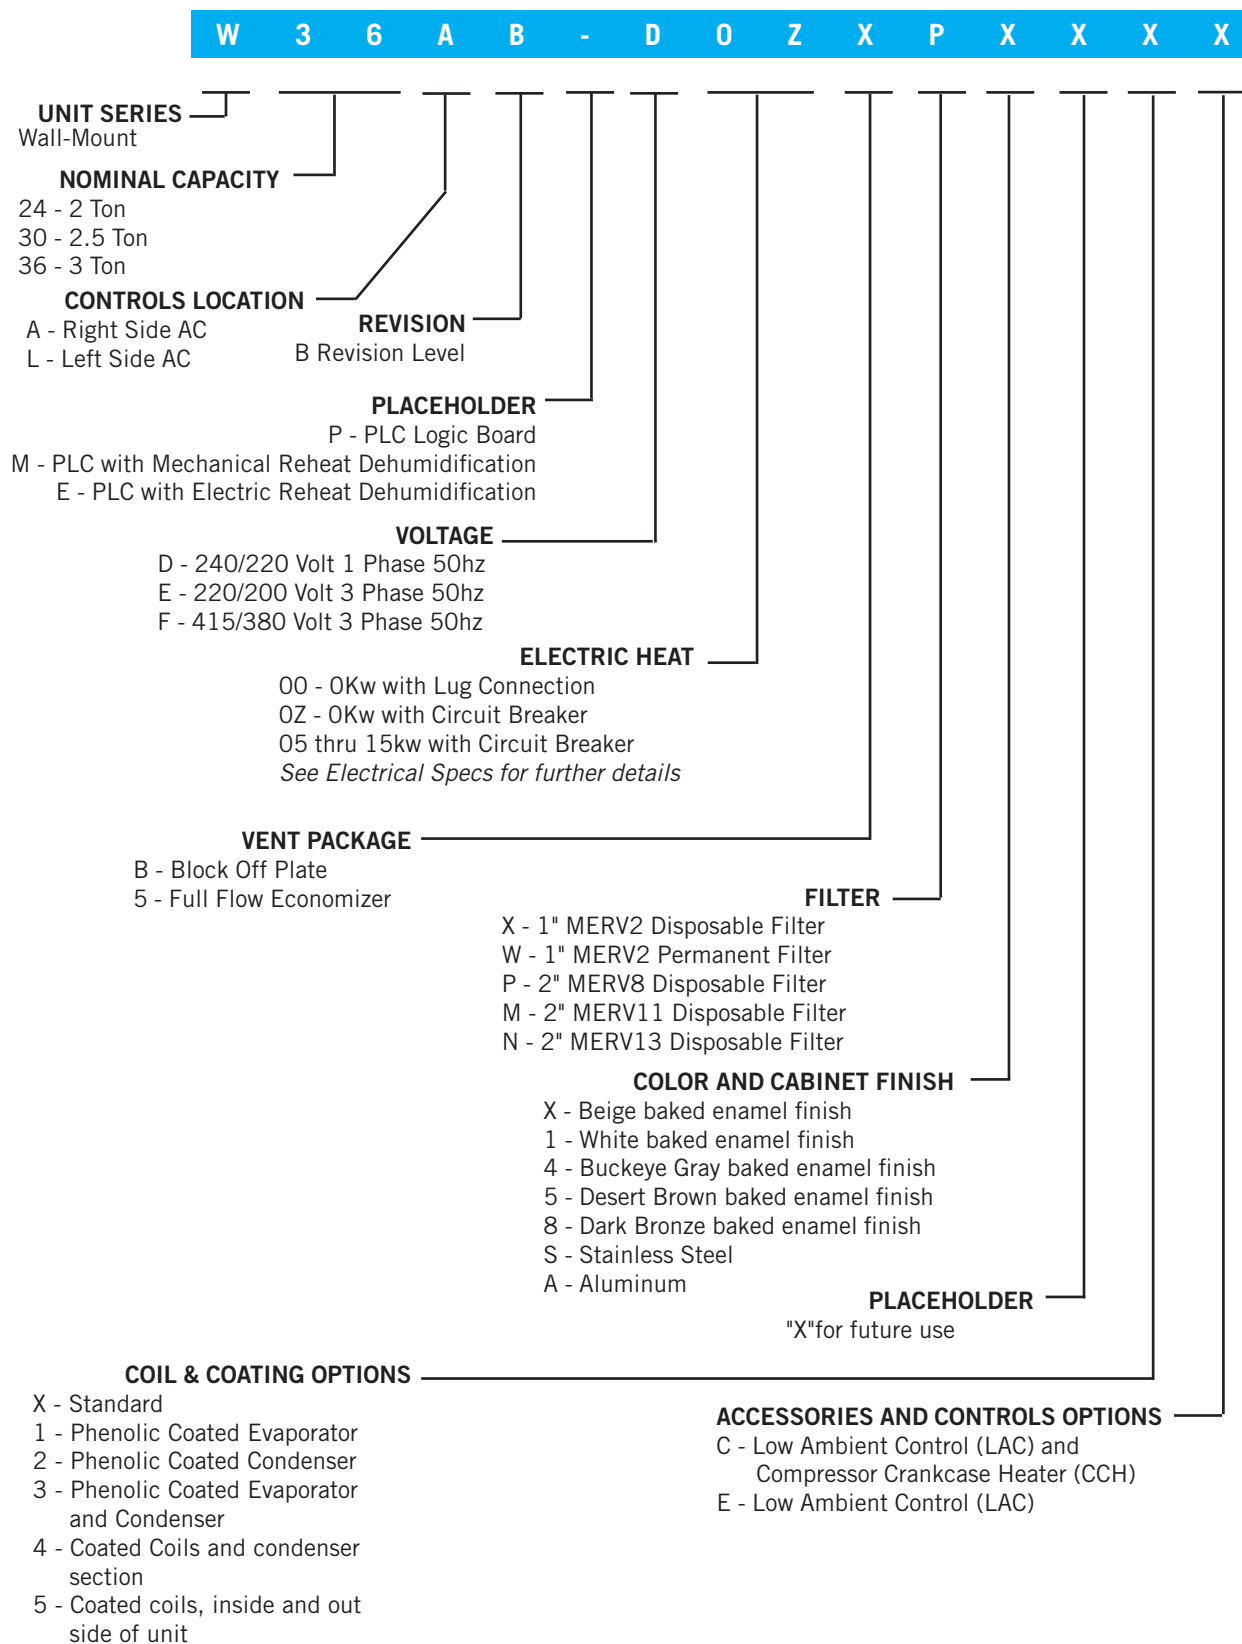 W 3 6 A B - D 0 Z X P X X X X
UNIT SERIES
Wall-Mount
NOMINAL CAPACITY
24 - 2 Ton
30 - 2.5 Ton
36 - 3 Ton
CONTROLS LOCATION
A - Right Side AC
L - Left Side AC
REVISION
B Revision Level
PLACEHOLDER
P - PLC Logic Board
M - PLC with Mechanical Reheat Dehumidification
E - PLC with Electric Reheat Dehumidification
VOLTAGE
D - 240/220 Volt 1 Phase 50hz
E - 220/200 Volt 3 Phase 50hz
F - 415/380 Volt 3 Phase 50hz
ELECTRIC HEAT
00 - 0Kw with Lug Connection
0Z - 0Kw with Circuit Breaker
05 thru 15kw with Circuit Breaker
See Electrical Specs for further details
VENT PACKAGE
B - Block Off Plate
5 - Full Flow Economizer
FILTER
X - 1" MERV2 Disposable Filter
W - 1" MERV2 Permanent Filter
P - 2" MERV8 Disposable Filter
M - 2" MERV11 Disposable Filter
N - 2" MERV13 Disposable Filter
COLOR AND CABINET FINISH
X - Beige baked enamel finish
1 - White baked enamel finish
4 - Buckeye Gray baked enamel finish
5 - Desert Brown baked enamel finish
8 - Dark Bronze baked enamel finish
S - Stainless Steel
A - Aluminum
PLACEHOLDER
"X"for future use
COIL & COATING OPTIONS
X - Standard
1 - Phenolic Coated Evaporator
2 - Phenolic Coated Condenser
3 - Phenolic Coated Evaporator
and Condenser
4 - Coated Coils and condenser
section
5 - Coated coils, inside and out
side of unit
ACCESSORIES AND CONTROLS OPTIONS
C - Low Ambient Control (LAC) and
Compressor Crankcase Heater (CCH)
E - Low Ambient Control (LAC)